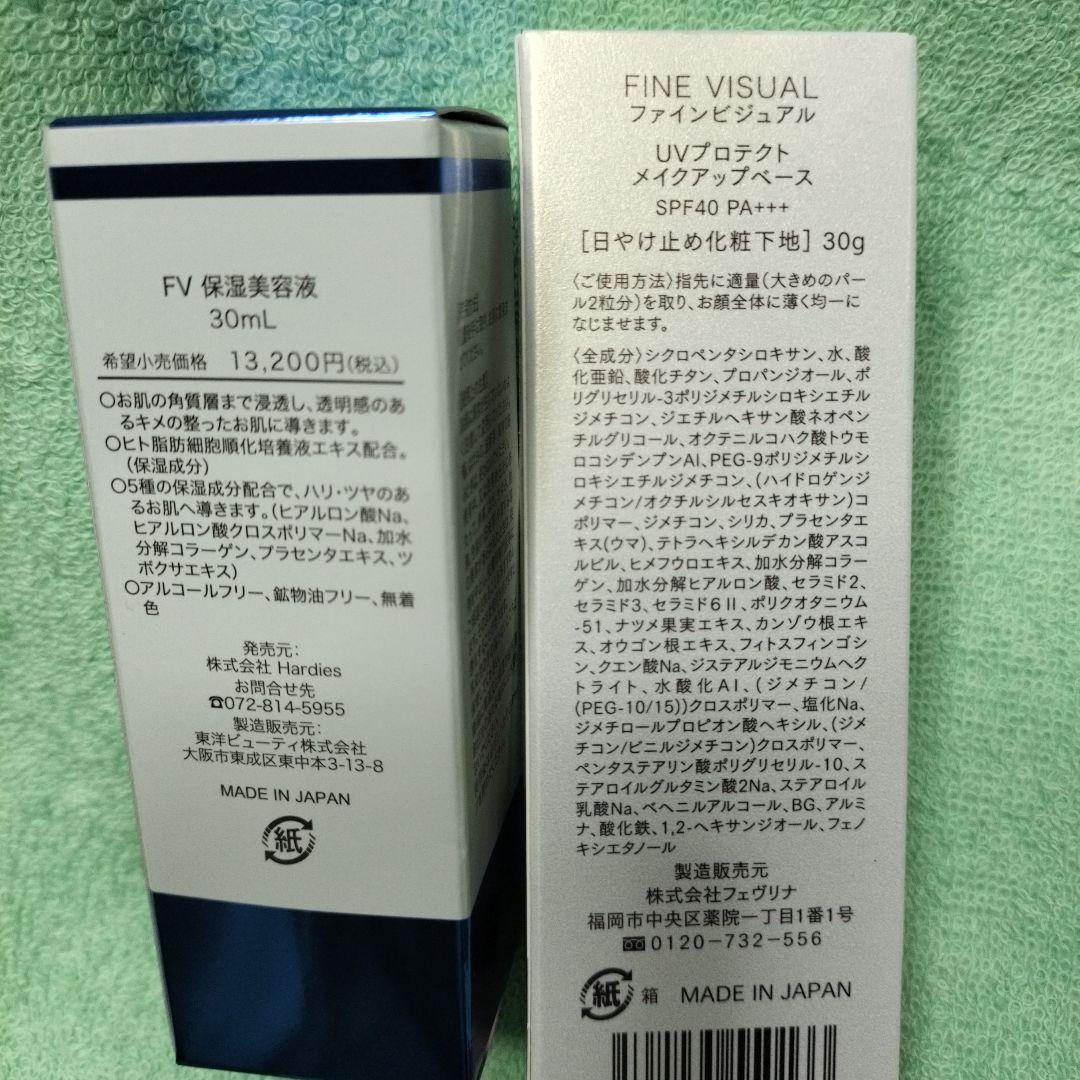 FV 保湿美容液
30mL
希望小売価格 13,200円(税込)
○お肌の角質層まで浸透し、透明感のあ
るキメの整ったお肌に導きます。
○ヒト脂肪細胞順化培養液エキス配合。
(保湿成分)
○5種の保湿成分配合で、ハリ・ツヤのあ
るお肌へ導きます。(ヒアルロン酸Na、
ヒアルロン酸クロスポリマーNa、加水
分解コラーゲン、プラセンタエキス、ツ
ボクサエキス)
○アルコールフリー、鉱物油フリー、無着
色
発売元:
株式会社 Hardies
お問合せ先
☎072-814-5955
製造販売元:
東洋ビューティ株式会社
大阪市東成区東中本3-13-8
MADE IN JAPAN
紙
FINE VISUAL
ファインビジュアル
UVプロテクト
メイクアップベース
SPF40 PA+++
[日やけ止め化粧下地] 30g
〈ご使用方法〉指先に適量(大きめのパー
ル2粒分)を取り、お顔全体に薄く均一に
なじませます。
〈全成分〉シクロペンタシロキサン、水、酸
化亜鉛、酸化チタン、プロパンジオール、ポ
リグリセリル-3ポリジメチルシロキシエチル
ジメチコン、ジエチルヘキサン酸ネオペン
チルグリコール、オクテニルコハク酸トウモ
ロコシデンプンAl、PEG-9ポリジメチルシ
ロキシエチルジメチコン、(ハイドロゲンジ
メチコン/オクチルシルセスキオキサン)コ
ポリマー、ジメチコン、シリカ、プラセンタエ
キス(ウマ)、テトラヘキシルデカン酸アスコ
ルビル、ヒメフウロエキス、加水分解コラー
ゲン、加水分解ヒアルロン酸、セラミド2、
セラミド3、セラミド6Ⅱ、ポリクオタニウム
-51、ナツメ果実エキス、カンゾウ根エキ
ス、オウゴン根エキス、フィトスフィンゴシ
ン、クエン酸Na、ジステアルジモニウムヘク
トライト、水酸化Al、(ジメチコン/
(PEG-10/15))クロスポリマー、塩化Na、
ジメチロールプロピオン酸ヘキシル、(ジメ
チコン/ビニルジメチコン)クロスポリマー、
ペンタステアリン酸ポリグリセリル-10、ス
テアロイルグルタミン酸2Na、ステアロイル
乳酸Na、ベヘニルアルコール、BG、アルミ
ナ、酸化鉄、1,2-ヘキサンジオール、フェノ
キシエタノール
製造販売元
株式会社フェヴリナ
福岡市中央区薬院一丁目1番1号
0120-732-556
紙 箱 MADE IN JAPAN